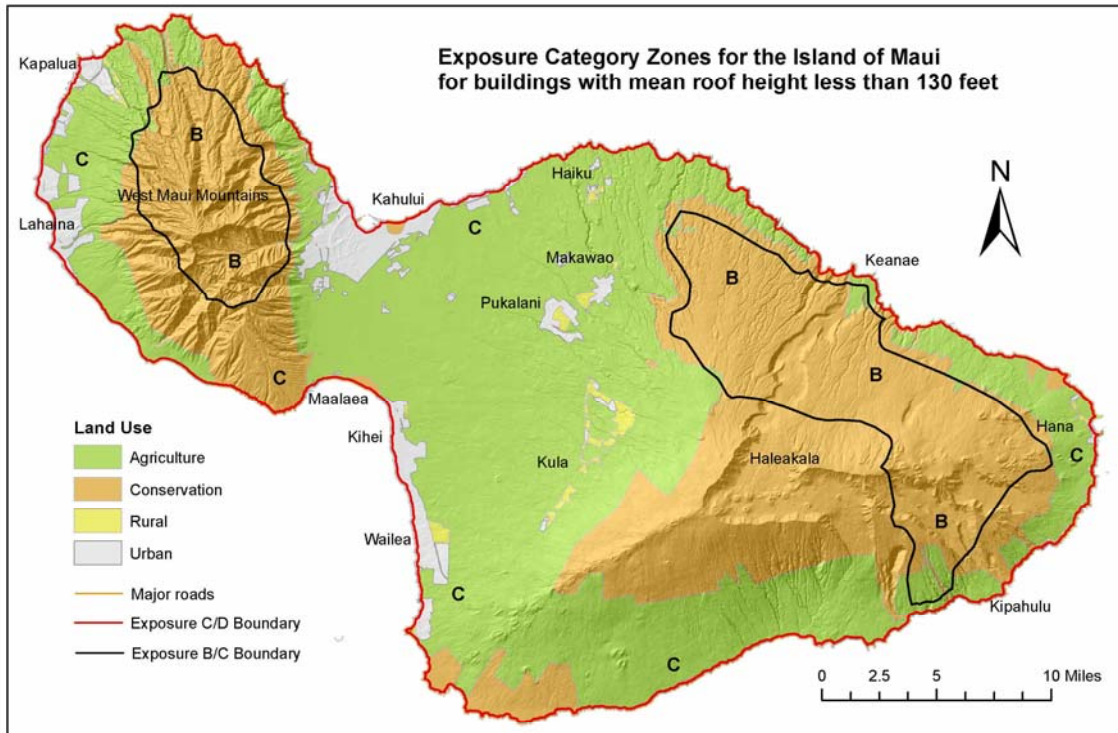 Exposure Category Zones for the Island of Maui
for buildings with mean roof height less than 130 feet
Kapalua
B
C
West Maui Mountains
Lahaina
B
C
Kahului
Haiku
C
Makawao
Pukalani
N
Keanae
B
B
Maalaea
Kihei
Kula
Haleakala
Hana
C
B
Wailea
C
Kipahulu
C
Land Use
Agriculture
Conservation
Rural
Urban
Major roads
Exposure C/D Boundary
Exposure B/C Boundary
0 2.5 5 10 Miles